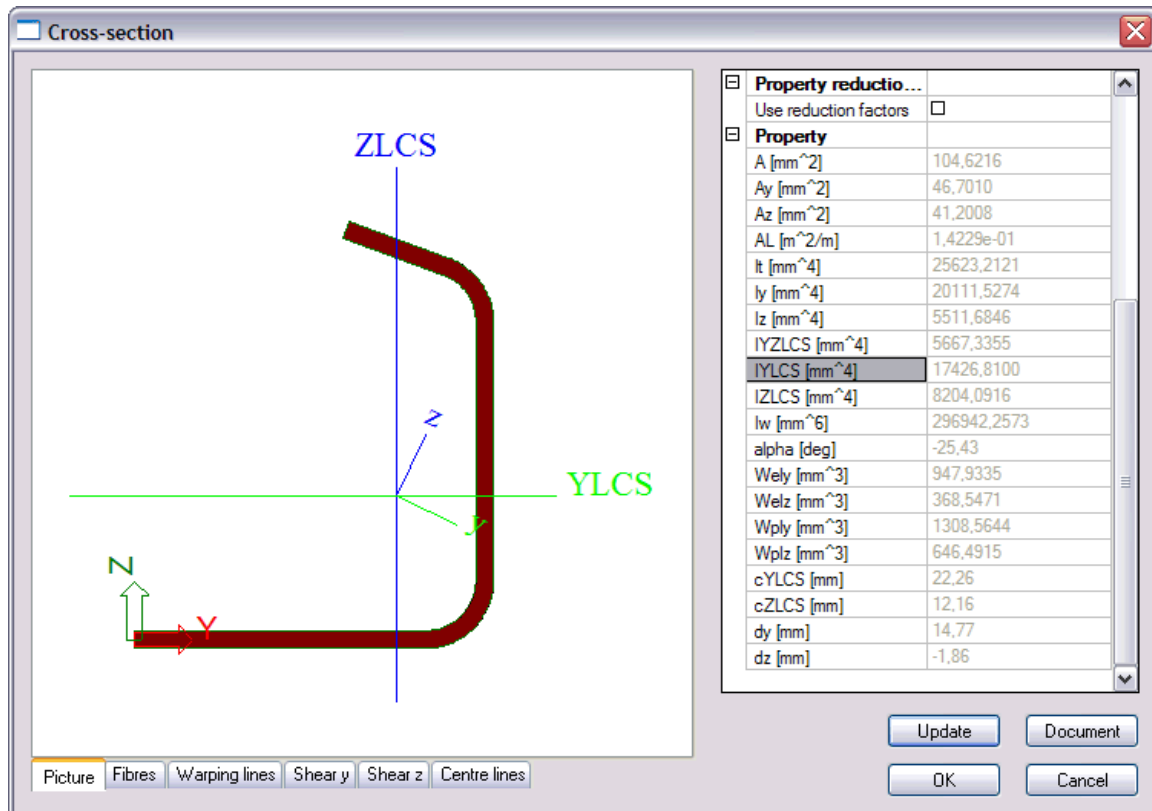 Cross-section
ZLCS
z
YLCS
y
N
Y
Picture Fibres Warping lines Shear y Shear z Centre lines
Property reductio...
Use reduction factors
Property
A [mm^2] 104,6216
Ay [mm^2] 46,7010
Az [mm^2] 41,2008
AL [m^2/m] 1,4229e-01
It [mm^4] 25623,2121
Iy [mm^4] 20111,5274
Iz [mm^4] 5511,6846
IYZLCS [mm^4] 5667,3355
IYLCS [mm^4] 17426,8100
IZLCS [mm^4] 8204,0916
Iw [mm^6] 296942,2573
alpha [deg] -25,43
Wely [mm^3] 947,9335
Welz [mm^3] 368,5471
Wply [mm^3] 1308,5644
Wplz [mm^3] 646,4915
cYLCS [mm] 22,26
cZLCS [mm] 12,16
dy [mm] 14,77
dz [mm] -1,86
Update Document
OK Cancel